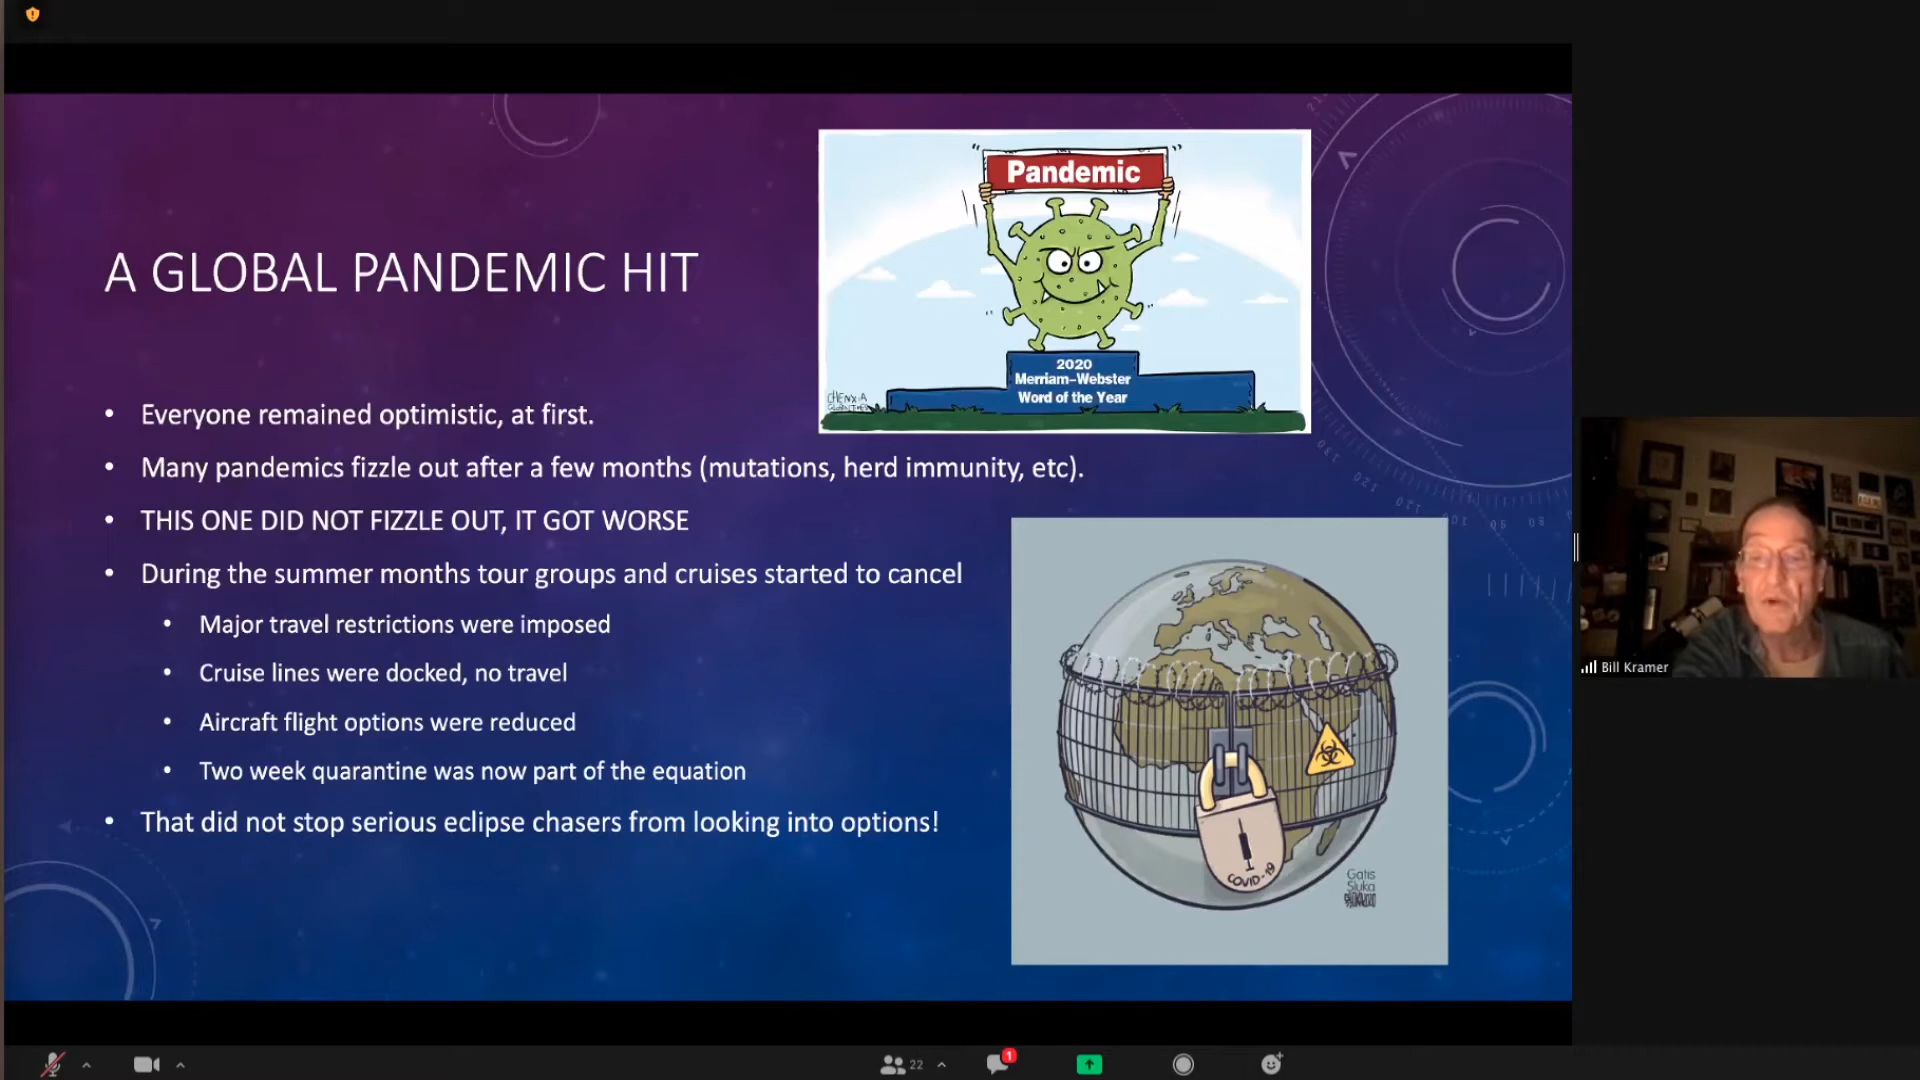 Pandemic
2020
Merriam-Webster
Word of the Year
A GLOBAL PANDEMIC HIT
• Everyone remained optimistic, at first.
• Many pandemics fizzle out after a few months (mutations, herd immunity, etc).
• THIS ONE DID NOT FIZZLE OUT, IT GOT WORSE
• During the summer months tour groups and cruises started to cancel
• Major travel restrictions were imposed
• Cruise lines were docked, no travel
• Aircraft flight options were reduced
• Two week quarantine was now part of the equation
• That did not stop serious eclipse chasers from looking into options!
COVID-19
Gatis
Sluka
Bill Kramer
22
1